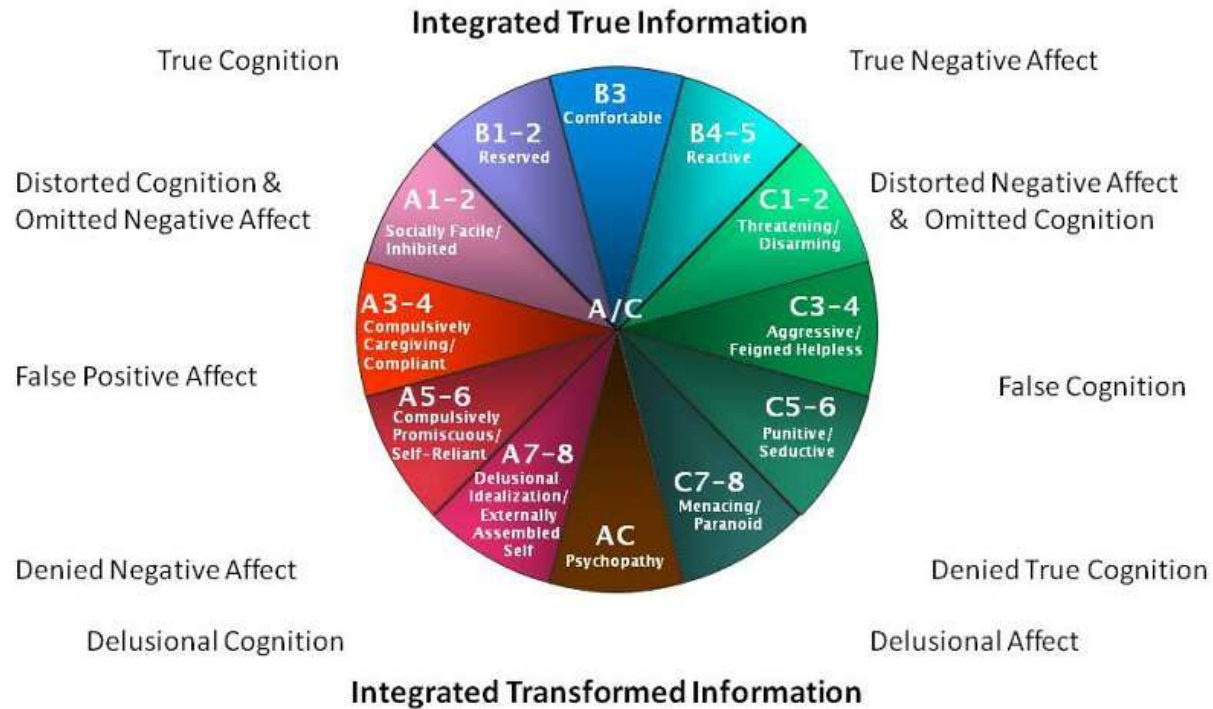 Integrated True Information
True Cognition
True Negative Affect
B3
Comfortable
B1-2
Reserved
B4-5
Reactive
Distorted Cognition &
Omitted Negative Affect
A1-2
Socially Facile/
Inhibited
C1-2
Threatening/
Disarming
Distorted Negative Affect
& Omitted Cognition
A/C
A3-4
Compulsively
Caregiving/
Compliant
C3-4
Aggressive/
Feigned Helpless
False Positive Affect
False Cognition
A5-6
Compulsively
Promiscuous/
Self-Reliant
C5-6
Punitive/
Seductive
A7-8
Delusional
Idealization/
Externally
Assembled
Self
C7-8
Menacing/
Paranoid
AC
Psychopathy
Denied Negative Affect
Denied True Cognition
Delusional Cognition
Delusional Affect
Integrated Transformed Information